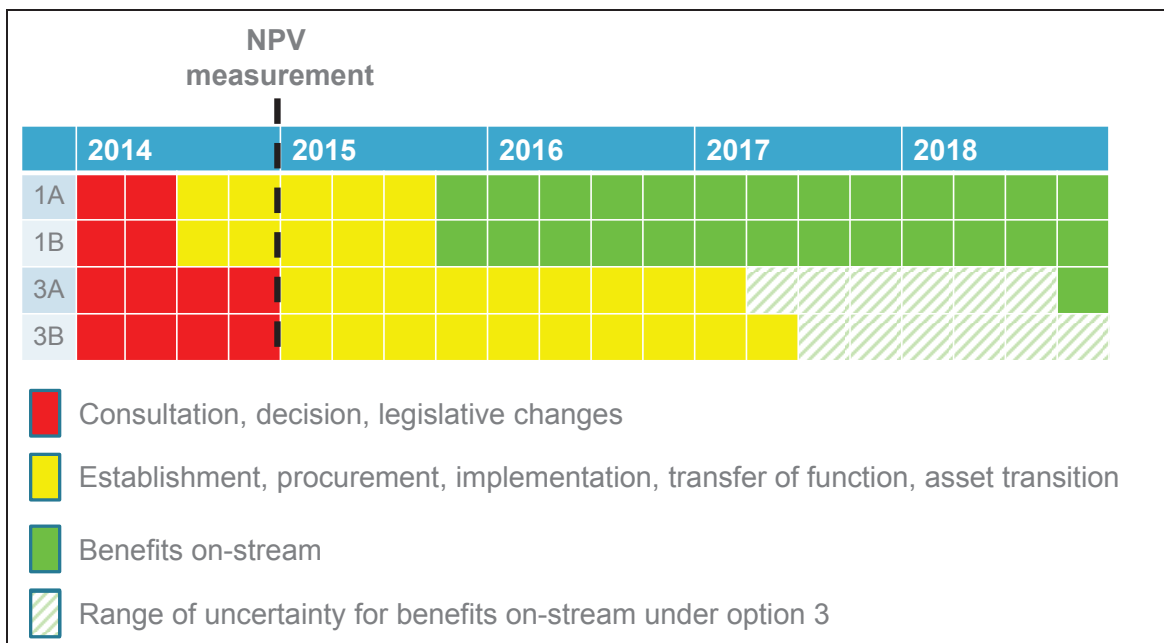 NPV
measurement
2014 2015 2016 2017 2018
1A
1B
3A
3B
Consultation, decision, legislative changes
Establishment, procurement, implementation, transfer of function, asset transition
Benefits on-stream
Range of uncertainty for benefits on-stream under option 3